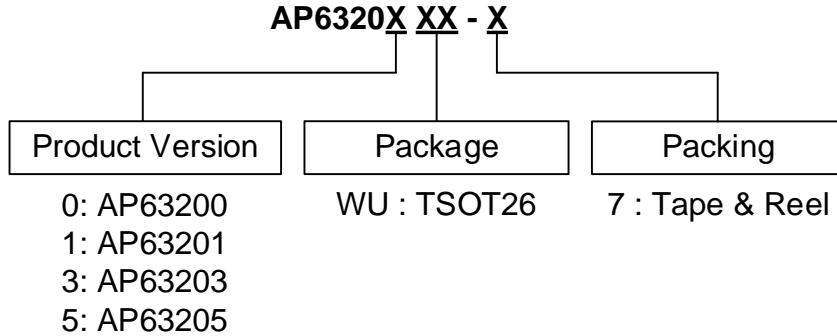 AP6320X XX - X
Product Version
Package
Packing
0: AP63200
WU : TSOT26
7 : Tape & Reel
1: AP63201
3: AP63203
5: AP63205